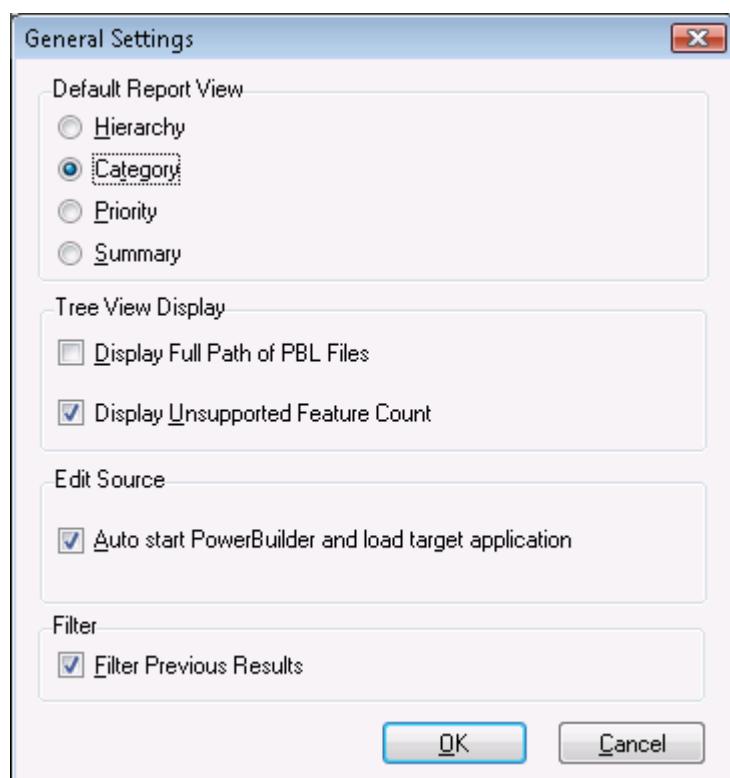 General Settings
Default Report View
Hierarchy
Category
Priority
Summary
Tree View Display
Display Full Path of PBL Files
Display Unsupported Feature Count
Edit Source
Auto start PowerBuilder and load target application
Filter
Filter Previous Results
OK
Cancel